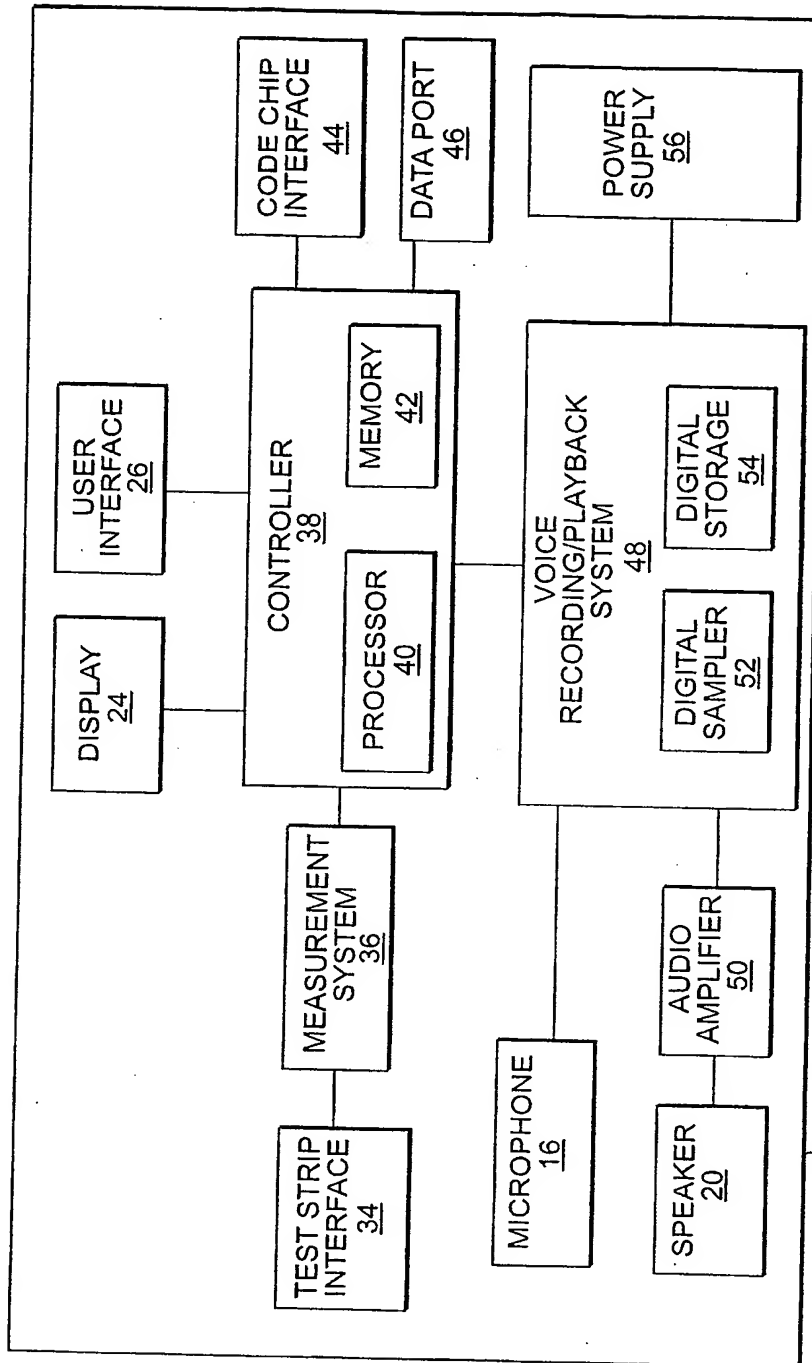 DISPLAY
24
USER
INTERFACE
26
CODE CHIP
INTERFACE
44
CONTROLLER
38
PROCESSOR
40
MEMORY
42
DATA PORT
46
TEST STRIP
INTERFACE
34
MEASUREMENT
SYSTEM
36
MICROPHONE
16
VOICE
RECORDING/PLAYBACK
SYSTEM
48
DIGITAL
SAMPLER
52
DIGITAL
STORAGE
54
POWER
SUPPLY
56
SPEAKER
20
AUDIO
AMPLIFIER
50